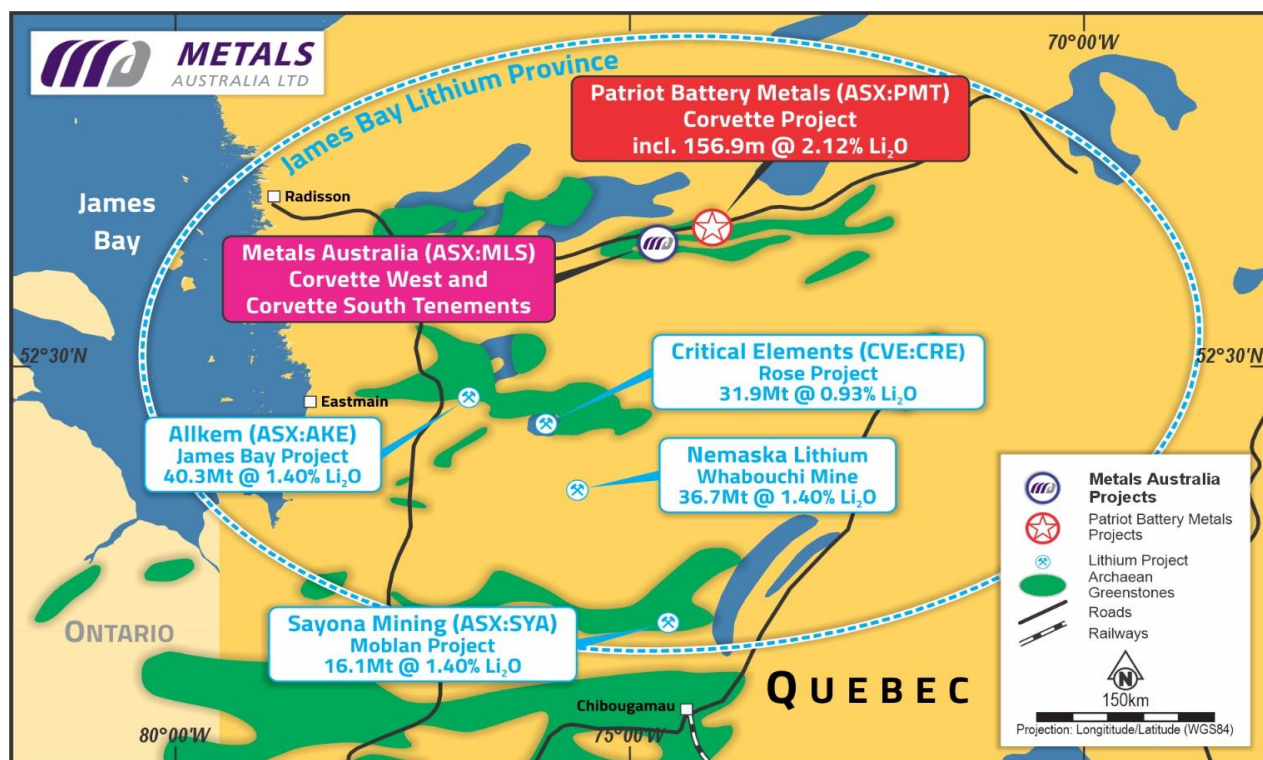 METALS
AUSTRALIA LTD
James Bay Lithium Province
70°00'W
Patriot Battery Metals (ASX:PMT)
Corvette Project
incl. 156.9m @ 2.12% Li₂O
Radisson
James
Bay
Metals Australia (ASX:MLS)
Corvette West and
Corvette South Tenements
52°30'N
52°30'N
Critical Elements (CVE:CRE)
Rose Project
31.9Mt @ 0.93% Li₂O
Eastmain
Allkem (ASX:AKE)
James Bay Project
40.3Mt @ 1.40% Li₂O
Nemaska Lithium
Whabouchi Mine
36.7Mt @ 1.40% Li₂O
Metals Australia
Projects
Patriot Battery Metals
Projects
Lithium Project
Archaean
Greenstones
Roads
Railways
N
150km
Projection: Longititude/Latitude (WGS84)
ONTARIO
Sayona Mining (ASX:SYA)
Moblan Project
16.1Mt @ 1.40% Li₂O
QUEBEC
Chibougamau
80°00'W
75°00'W